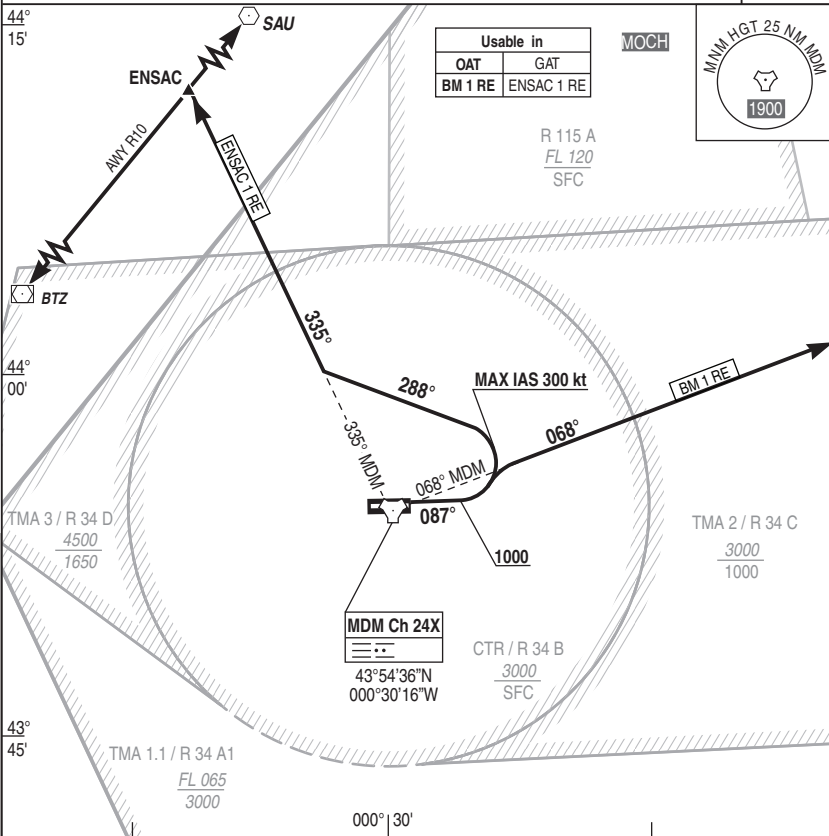 44°
15'
SAU
ENSAC
AWY R10
ENSAC 1 RE
BTZ
Usable in
OAT GAT
BM 1 RE ENSAC 1 RE
MOCH
MNM HGT 25 NM MDM
1900
R 115 A
FL 120
SFC
44°
00'
335°
288°
MAX IAS 300 kt
BM 1 RE
068°
335° MDM
068° MDM
087°
1000
TMA 3 / R 34 D
4500
1650
TMA 2 / R 34 C
3000
1000
MDM Ch 24X
43°54'36"N
000°30'16"W
CTR / R 34 B
3000
SFC
43°
45'
TMA 1.1 / R 34 A1
FL 065
3000
000° 30'